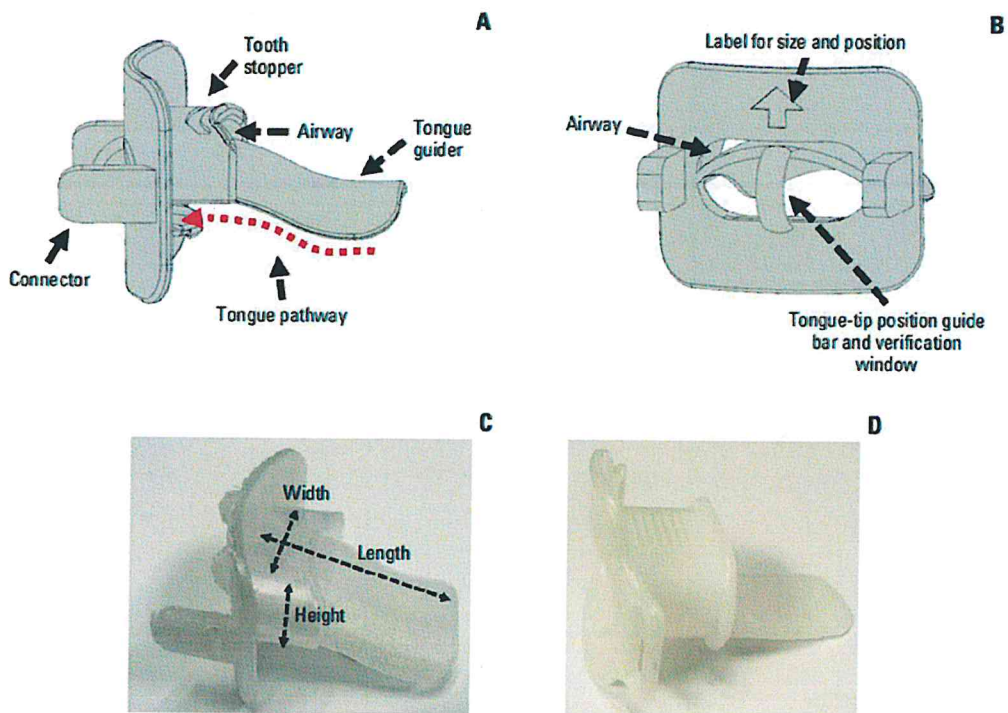 A
Tooth
stopper
Airway
Tongue
guider
Connector
Tongue pathway
B
Label for size and position
Airway
Tongue-tip position guide
bar and verification
window
C
Width
Length
Height
D